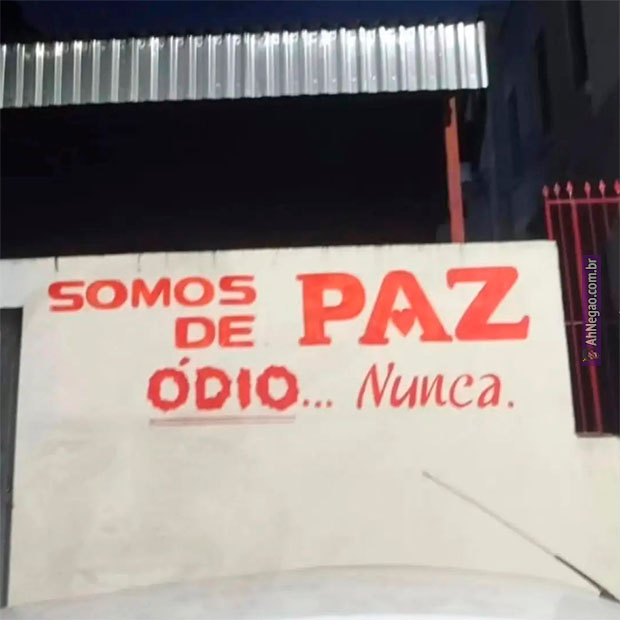 SOMOS
DE PAZ
ÓDIO... Nunca.
AhNegao.com.br